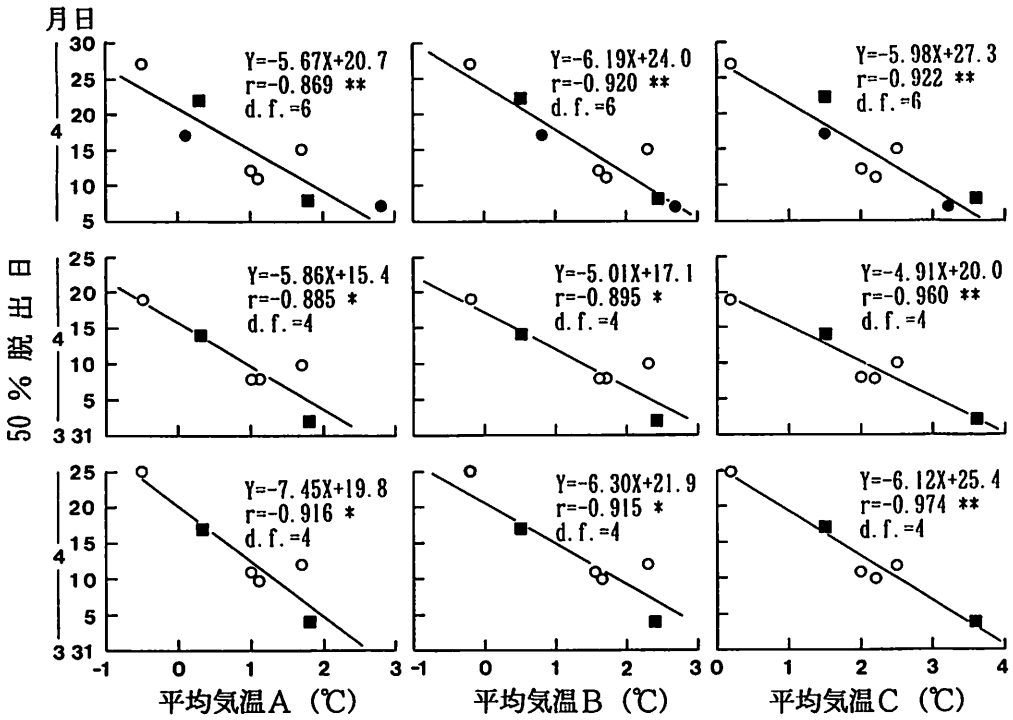 月日
30
25
20
15
10
5
4
Y=-5.67X+20.7
r=-0.869 **
d.f.=6
Y=-6.19X+24.0
r=-0.920 **
d.f.=6
Y=-5.98X+27.3
r=-0.922 **
d.f.=6
50%脱出日
25
20
15
10
5
3 31
4
Y=-5.86X+15.4
r=-0.885 *
d.f.=4
Y=-5.01X+17.1
r=-0.895 *
d.f.=4
Y=-4.91X+20.0
r=-0.960 **
d.f.=4
25
20
15
10
5
3 31
4
Y=-7.45X+19.8
r=-0.916 *
d.f.=4
Y=-6.30X+21.9
r=-0.915 *
d.f.=4
Y=-6.12X+25.4
r=-0.974 **
d.f.=4
-1 0 1 2 3
-1 0 1 2 3
0 1 2 3 4
平均気温A (℃)
平均気温B (℃)
平均気温C (℃)